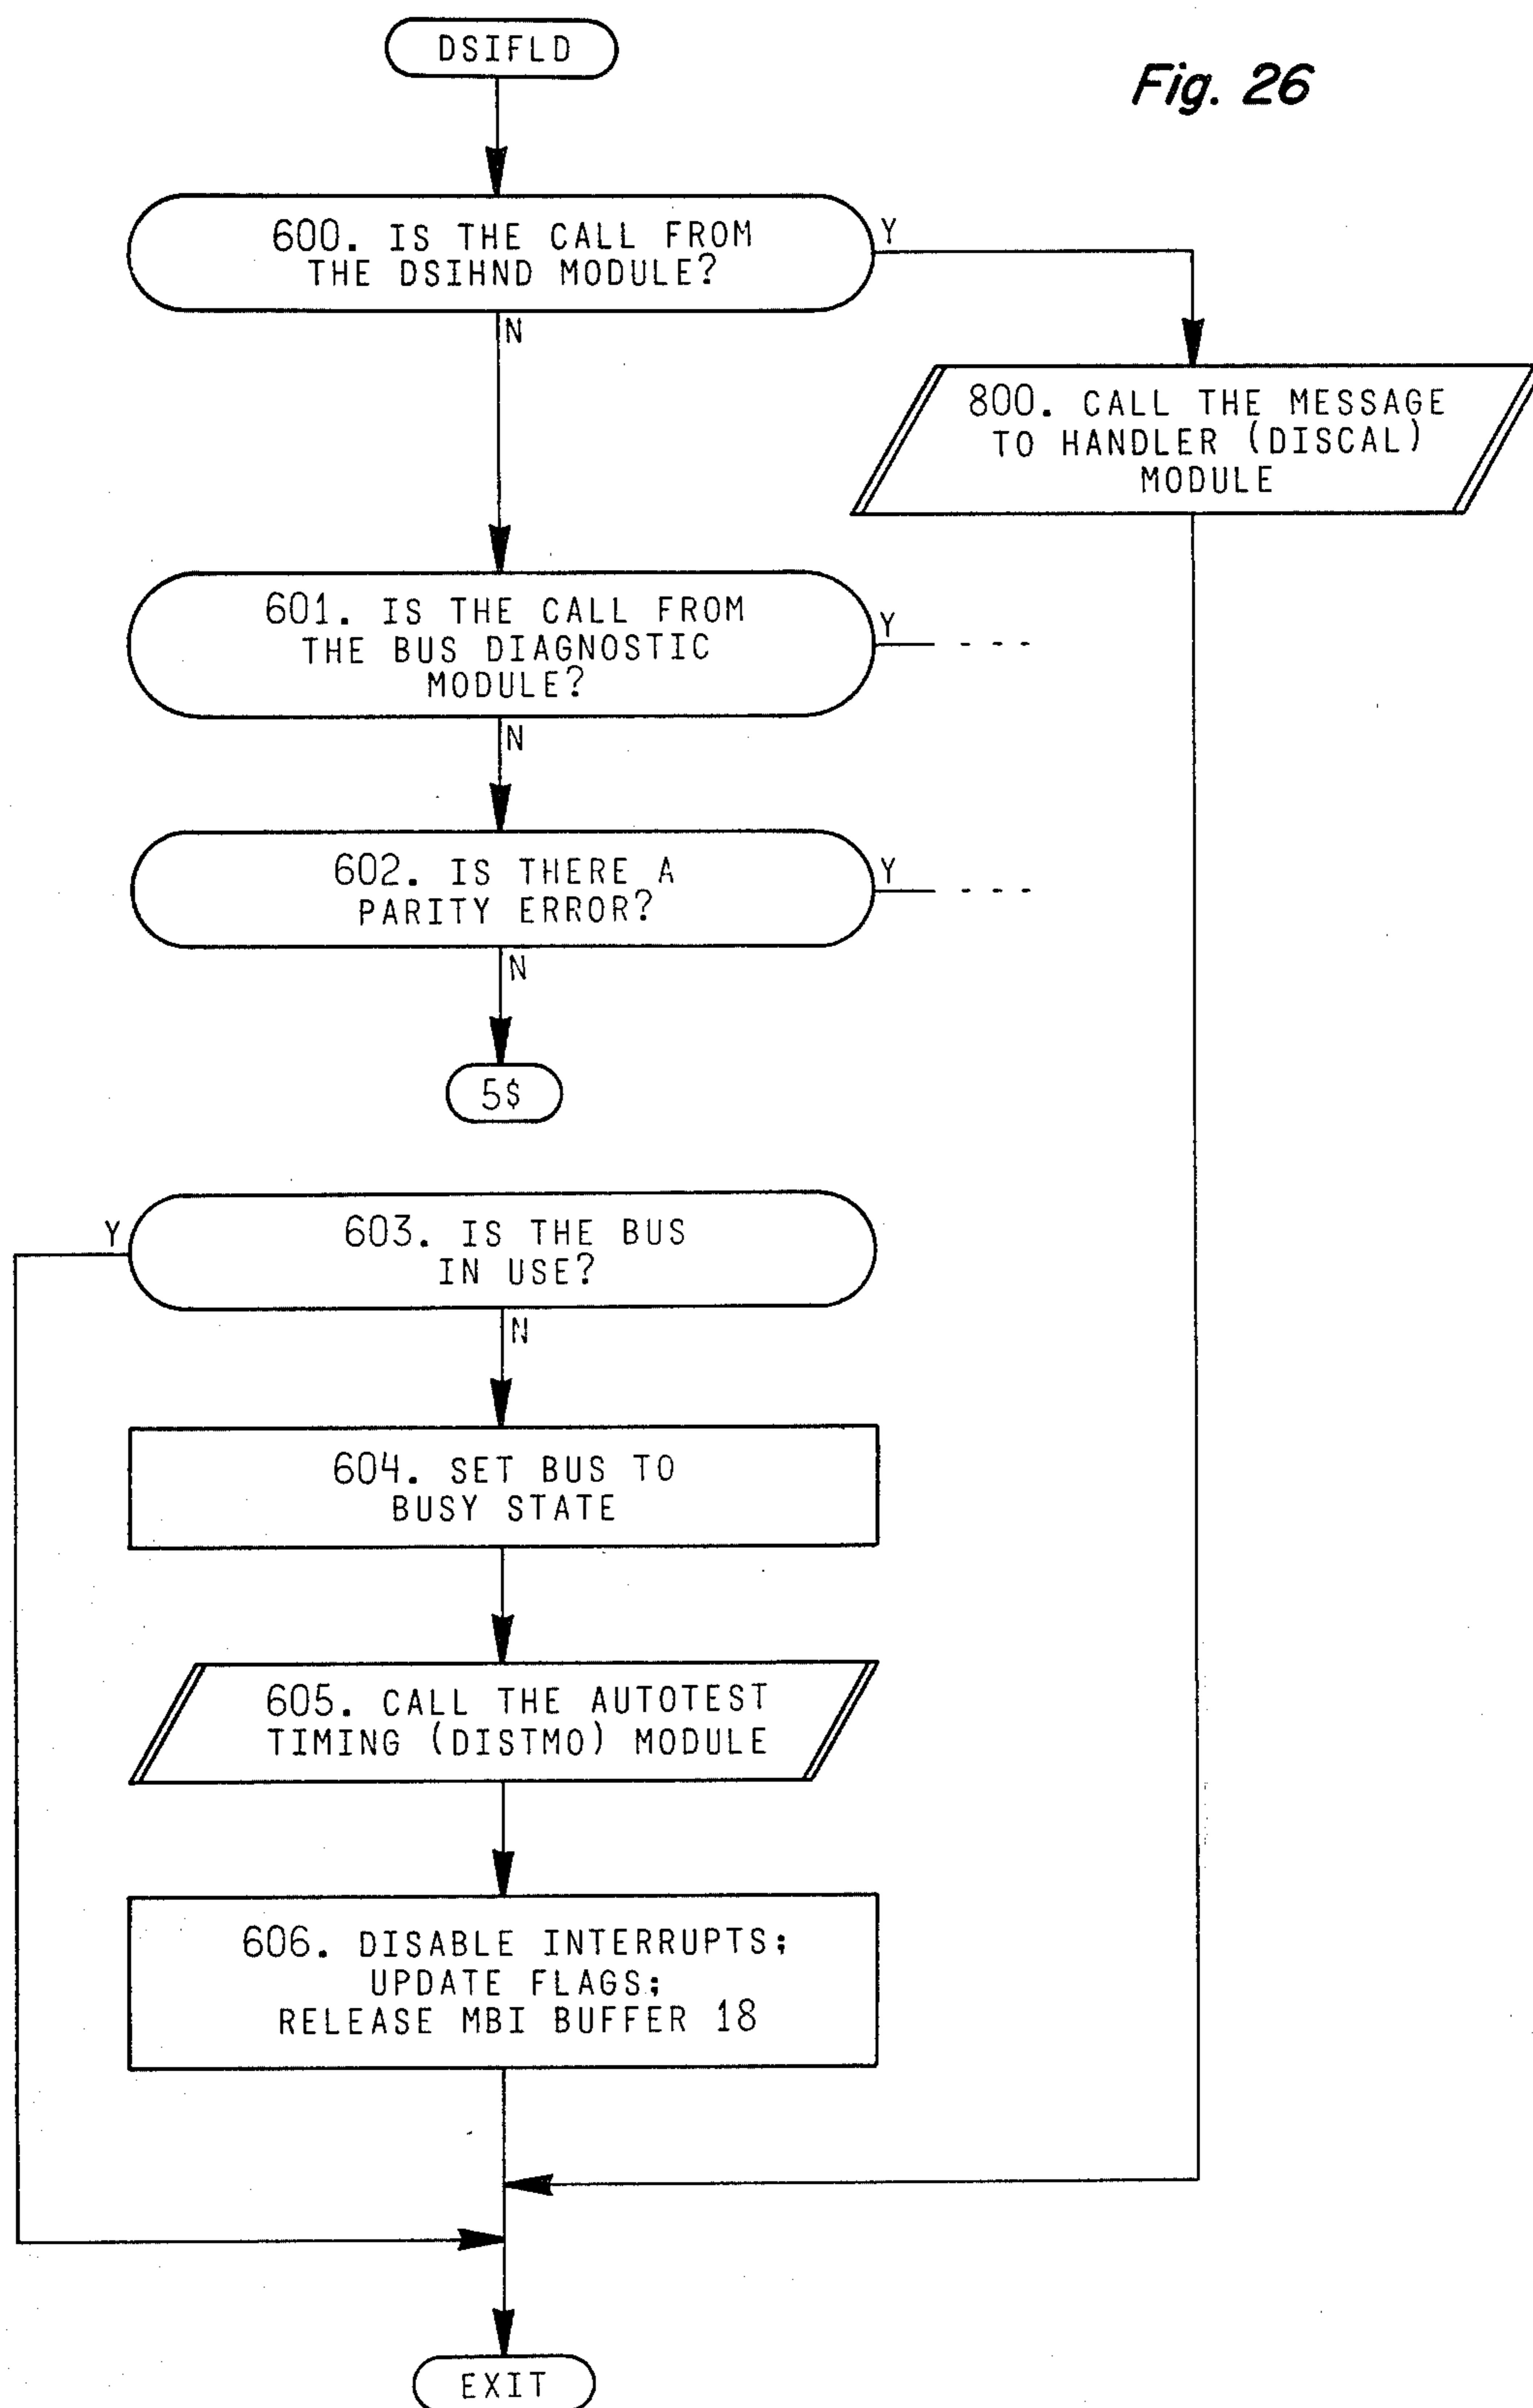 DSIFLD
Fig. 26
600. IS THE CALL FROM
THE DSIHND MODULE?
Y
N
800. CALL THE MESSAGE
TO HANDLER (DISCAL)
MODULE
601. IS THE CALL FROM
THE BUS DIAGNOSTIC
MODULE?
Y
N
602. IS THERE A
PARITY ERROR?
Y
N
5$
Y
603. IS THE BUS
IN USE?
N
604. SET BUS TO
BUSY STATE
605. CALL THE AUTOTEST
TIMING (DISTMO) MODULE
606. DISABLE INTERRUPTS;
UPDATE FLAGS;
RELEASE MBI BUFFER 18
EXIT